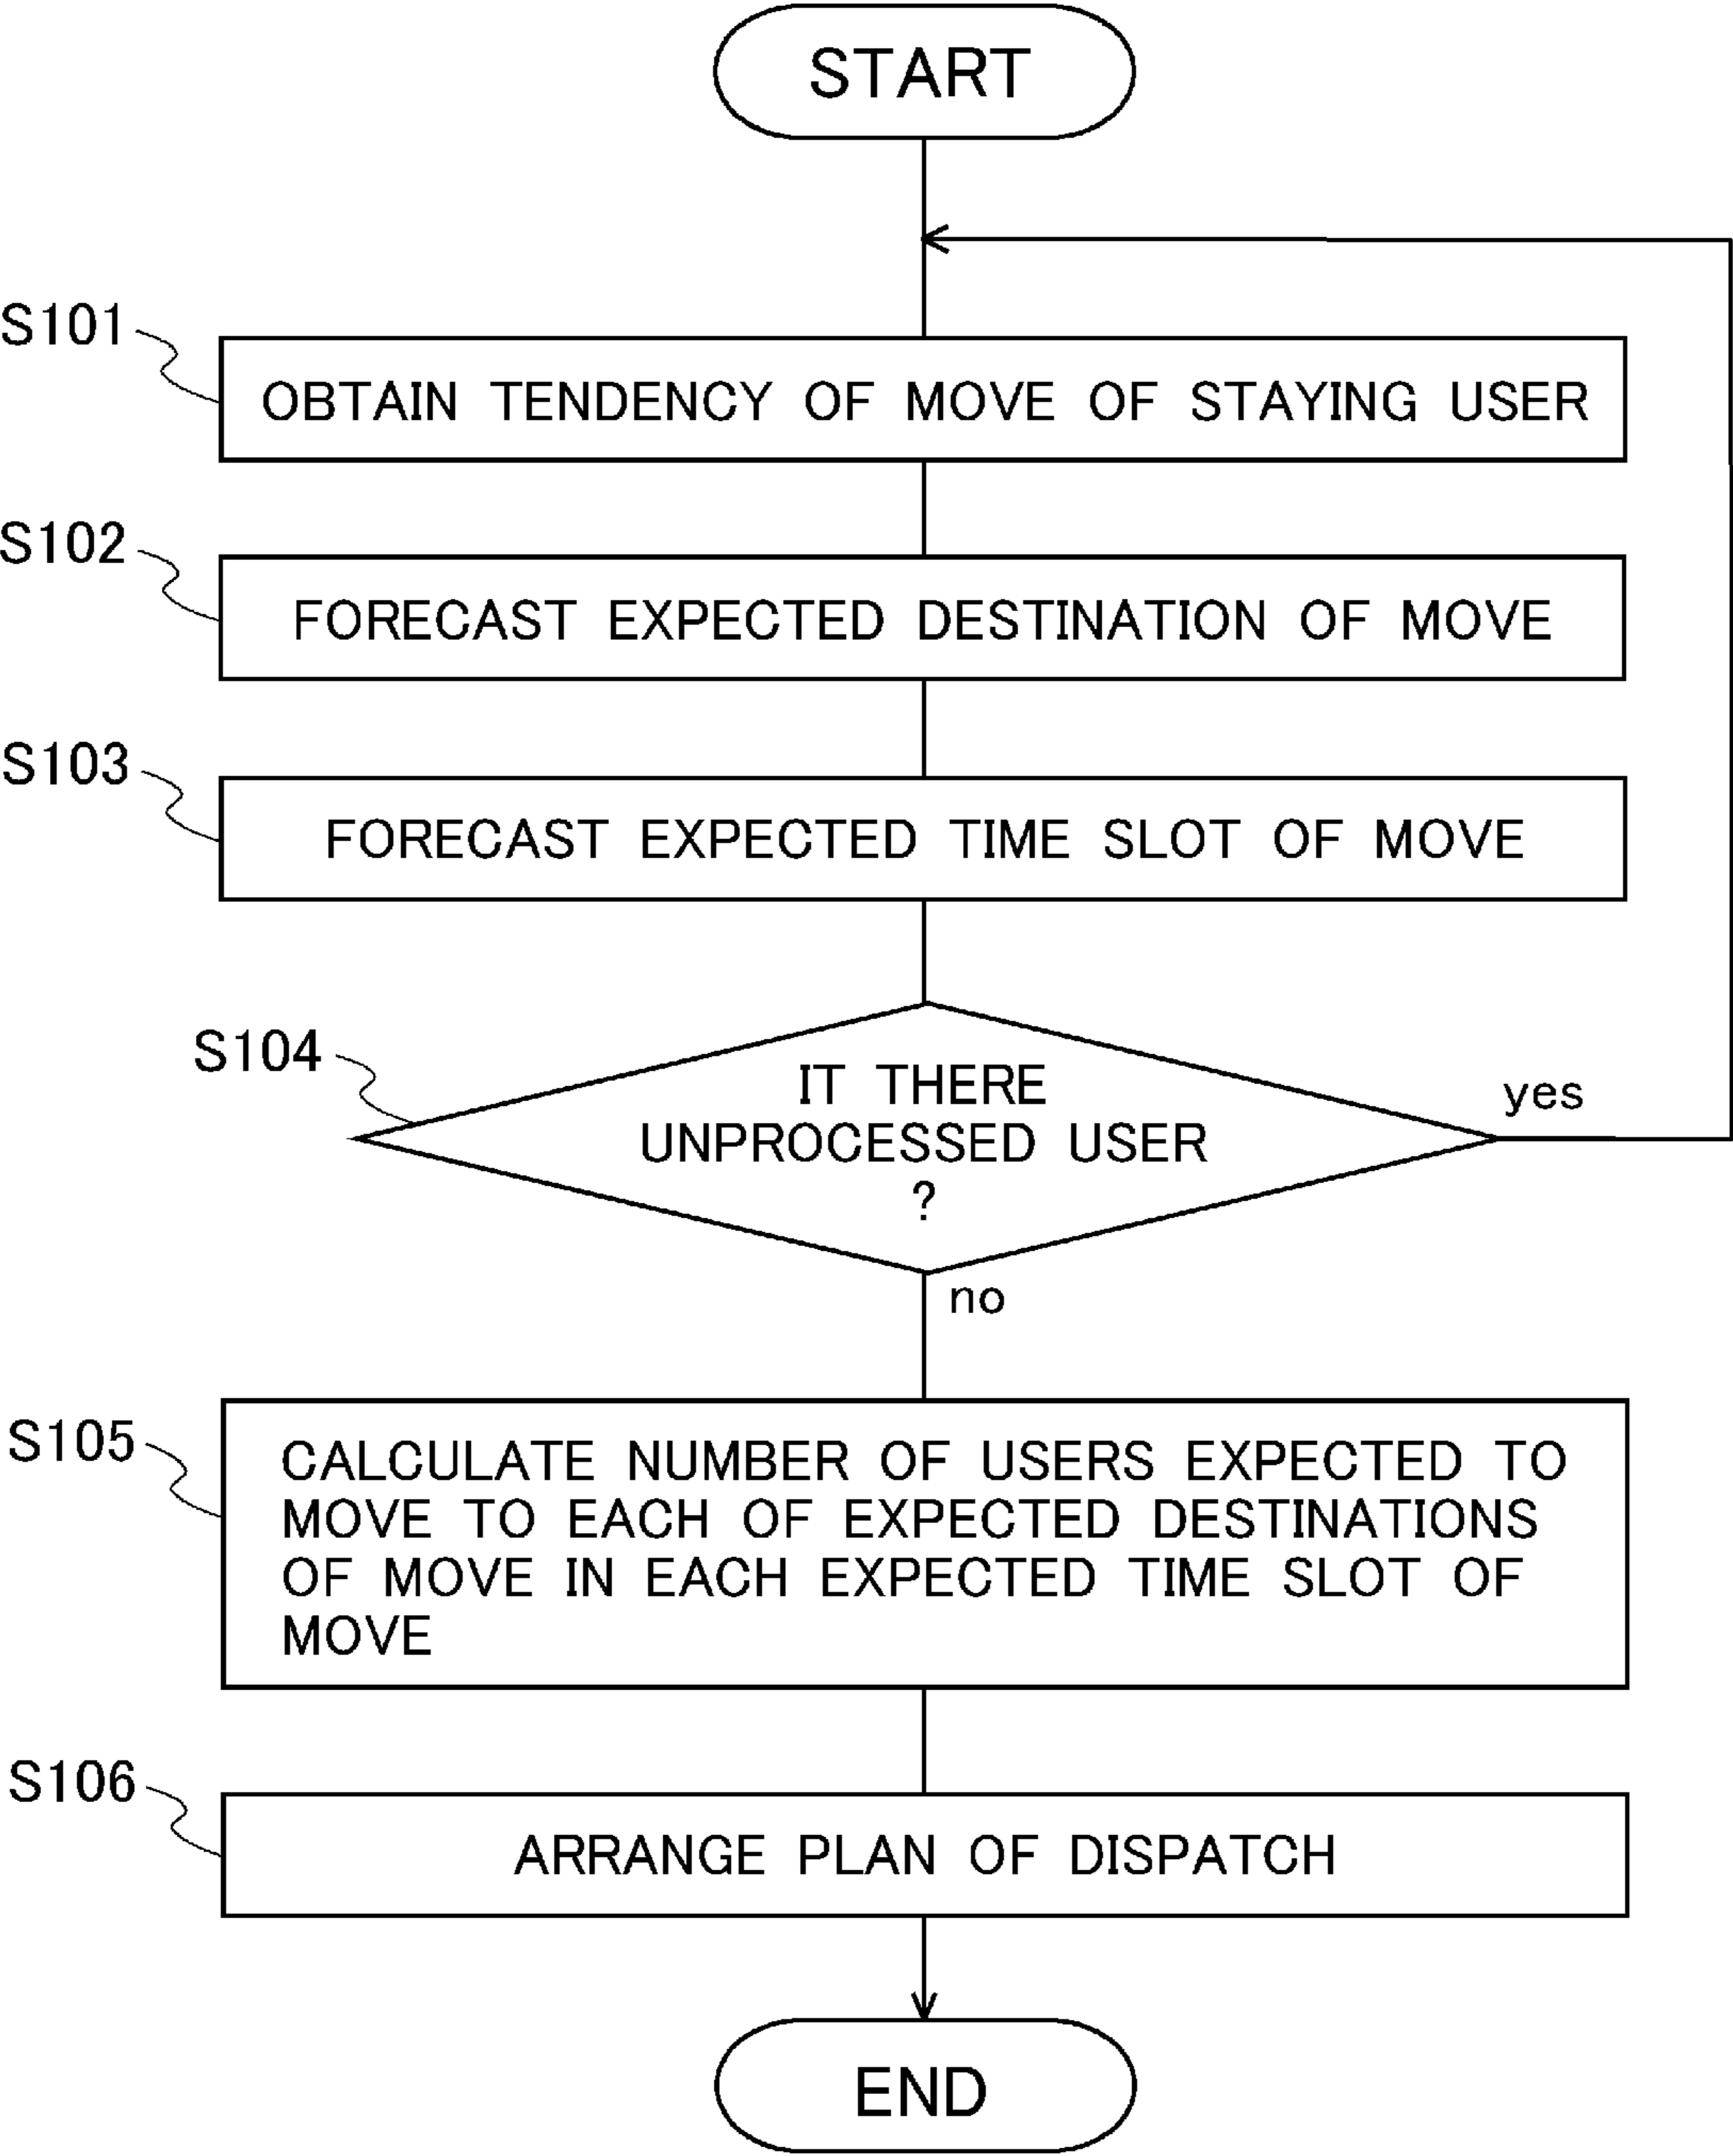 START
S101
OBTAIN TENDENCY OF MOVE OF STAYING USER
S102
FORECAST EXPECTED DESTINATION OF MOVE
S103
FORECAST EXPECTED TIME SLOT OF MOVE
S104
IT THERE
UNPROCESSED USER
?
yes
no
S105
CALCULATE NUMBER OF USERS EXPECTED TO
MOVE TO EACH OF EXPECTED DESTINATIONS
OF MOVE IN EACH EXPECTED TIME SLOT OF
MOVE
S106
ARRANGE PLAN OF DISPATCH
END